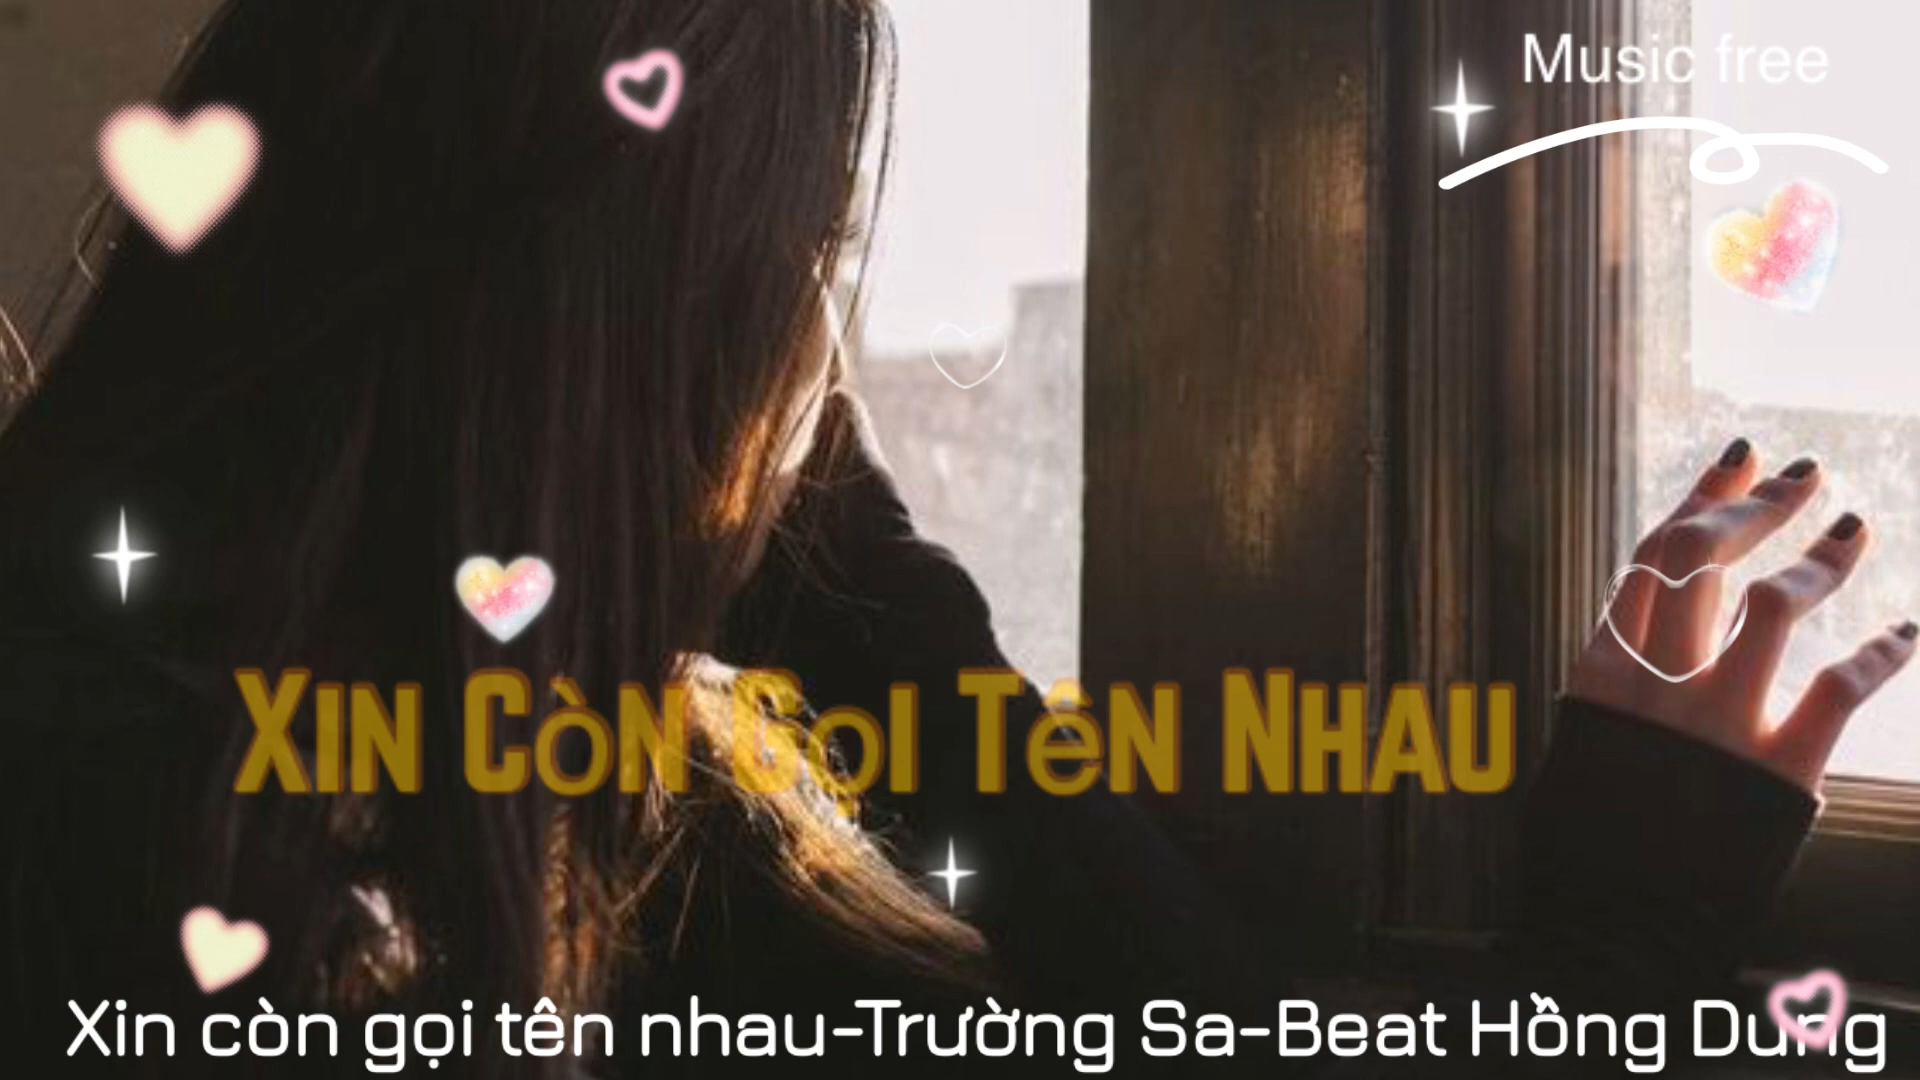 Music free
Xin Còn Gọi Tên Nhau
Xin còn gọi tên nhau-Trường Sa-Beat Hồng Dung